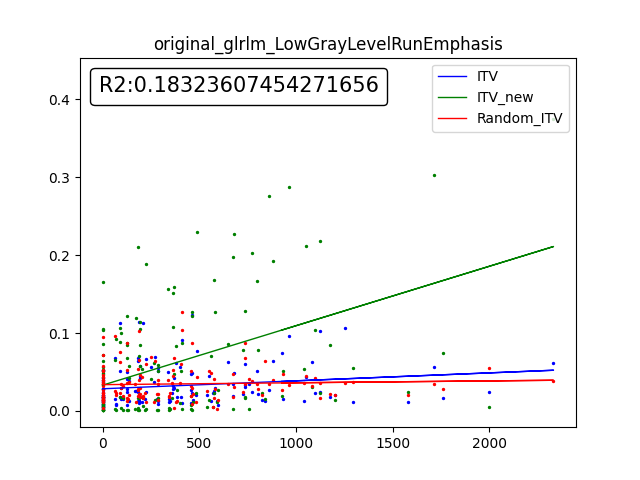 original_glrlm_LowGrayLevelRunEmphasis
R2:0.18323607454271656
ITV
ITV_new
Random_ITV
0.4
0.3
0.2
0.1
0.0
0 500 1000 1500 2000